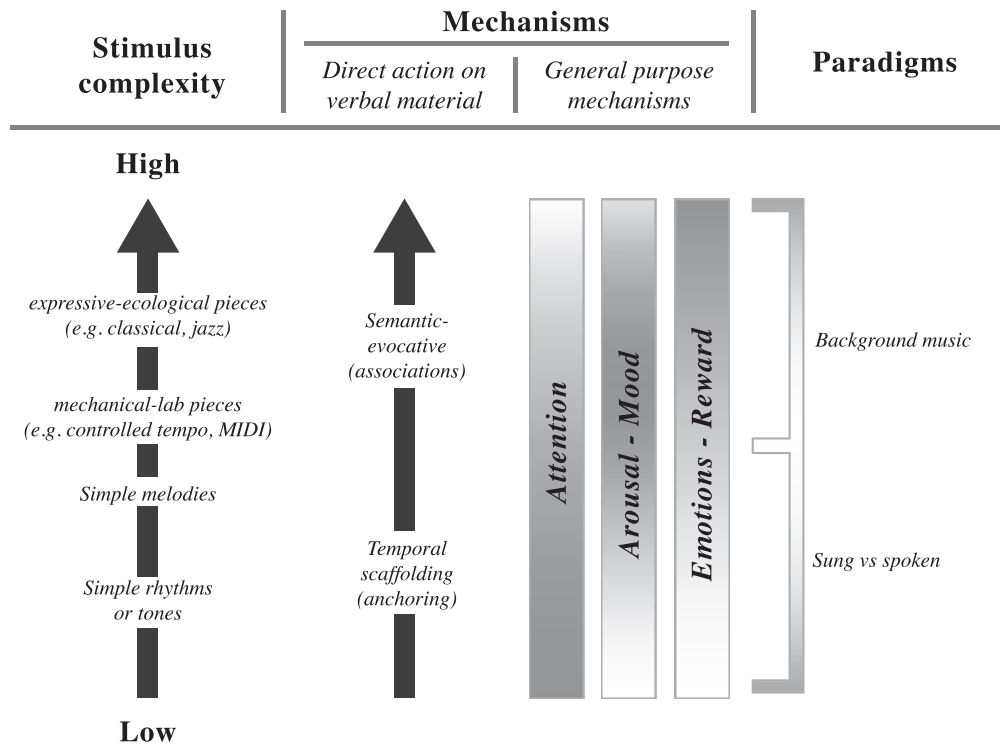 Stimulus
complexity
Mechanisms
Direct action on
verbal material
General purpose
mechanisms
Paradigms
High
expressive-ecological pieces
(e.g. classical, jazz)
mechanical-lab pieces
(e.g. controlled tempo, MIDI)
Simple melodies
Simple rhythms
or tones
Low
Semantic-
evocative
(associations)
Temporal
scaffolding
(anchoring)
Attention
Arousal - Mood
Emotions - Reward
Background music
Sung vs spoken